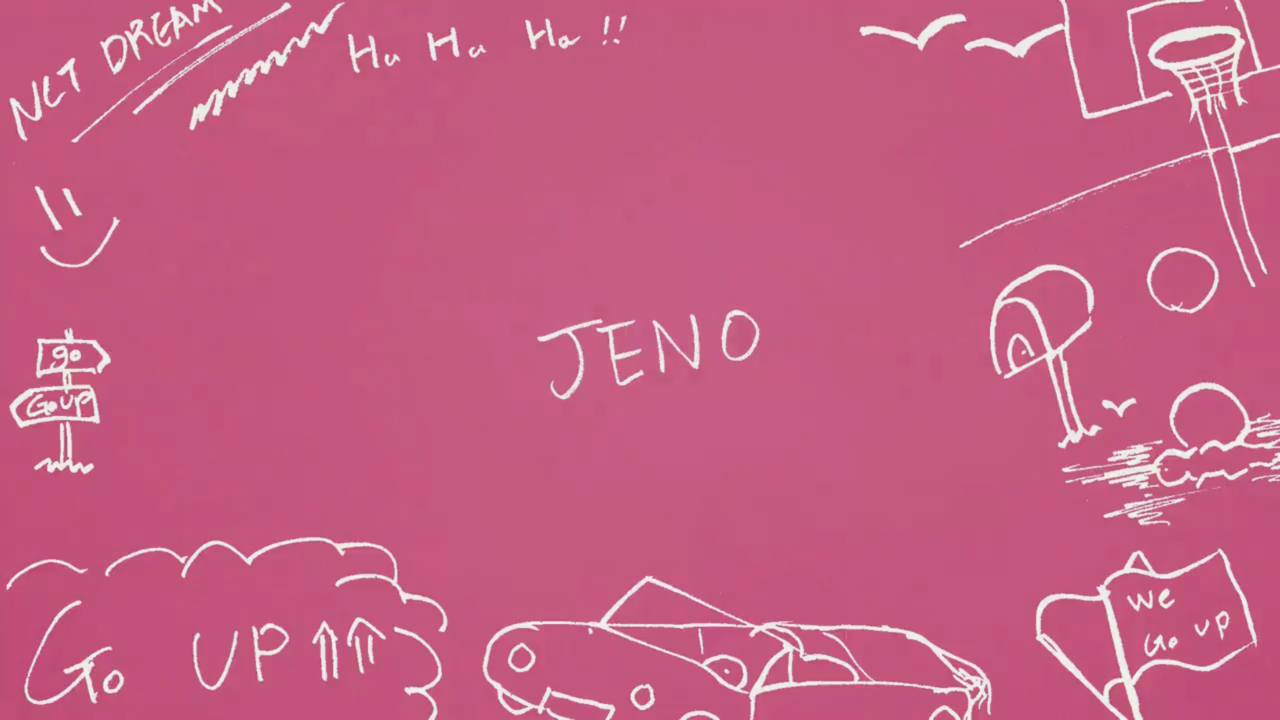 NCT DREAM
Ha Ha Ha !!
go
Go UP
JENO
Go UP ⇑⇑
We
Go UP